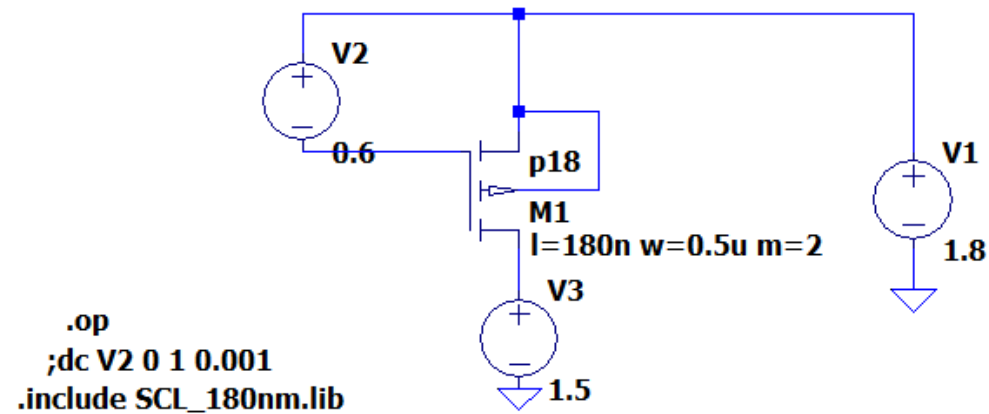 V2
0.6
p18
M1
l=180n w=0.5u m=2
V1
1.8
V3
1.5
.op
;dc V2 0 1 0.001
.include SCL_180nm.lib